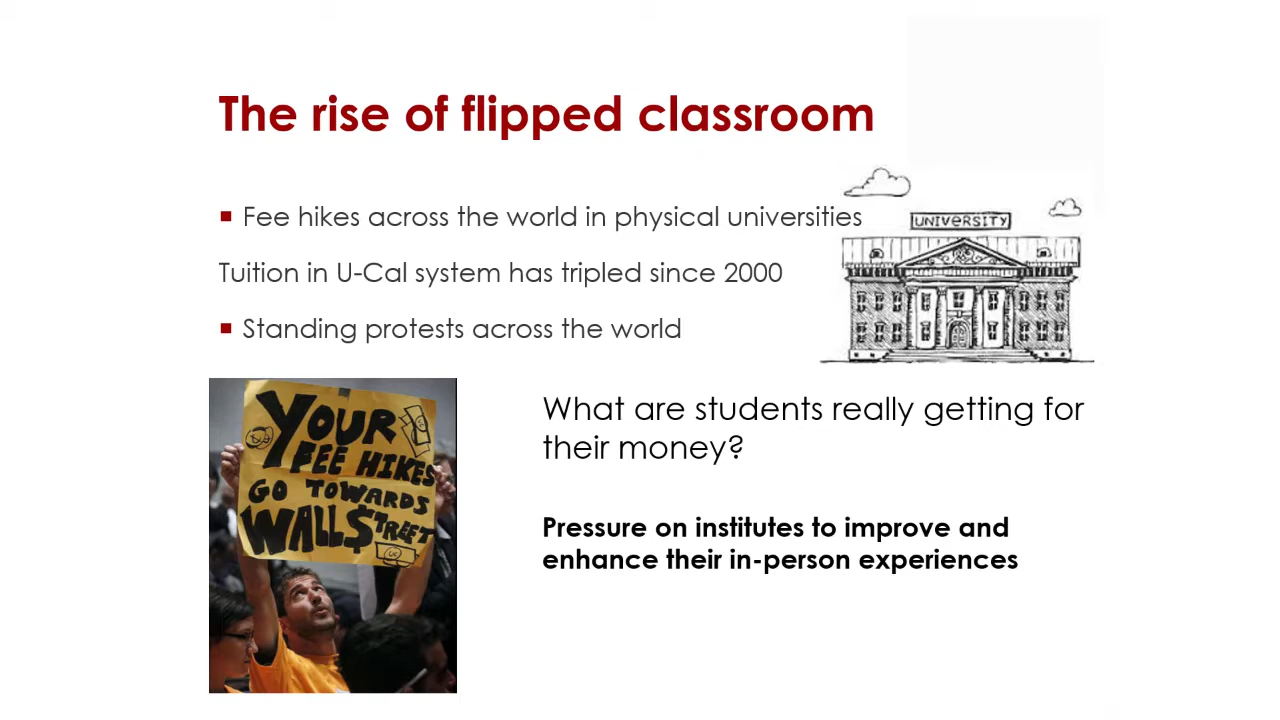 The rise of flipped classroom
Fee hikes across the world in physical universities
UNIVERSITY
Tuition in U-Cal system has tripled since 2000
Standing protests across the world
YOUR
FEE HIKES
GO TOWARDS
WALL$TREET
UC
What are students really getting for
their money?
Pressure on institutes to improve and
enhance their in-person experiences